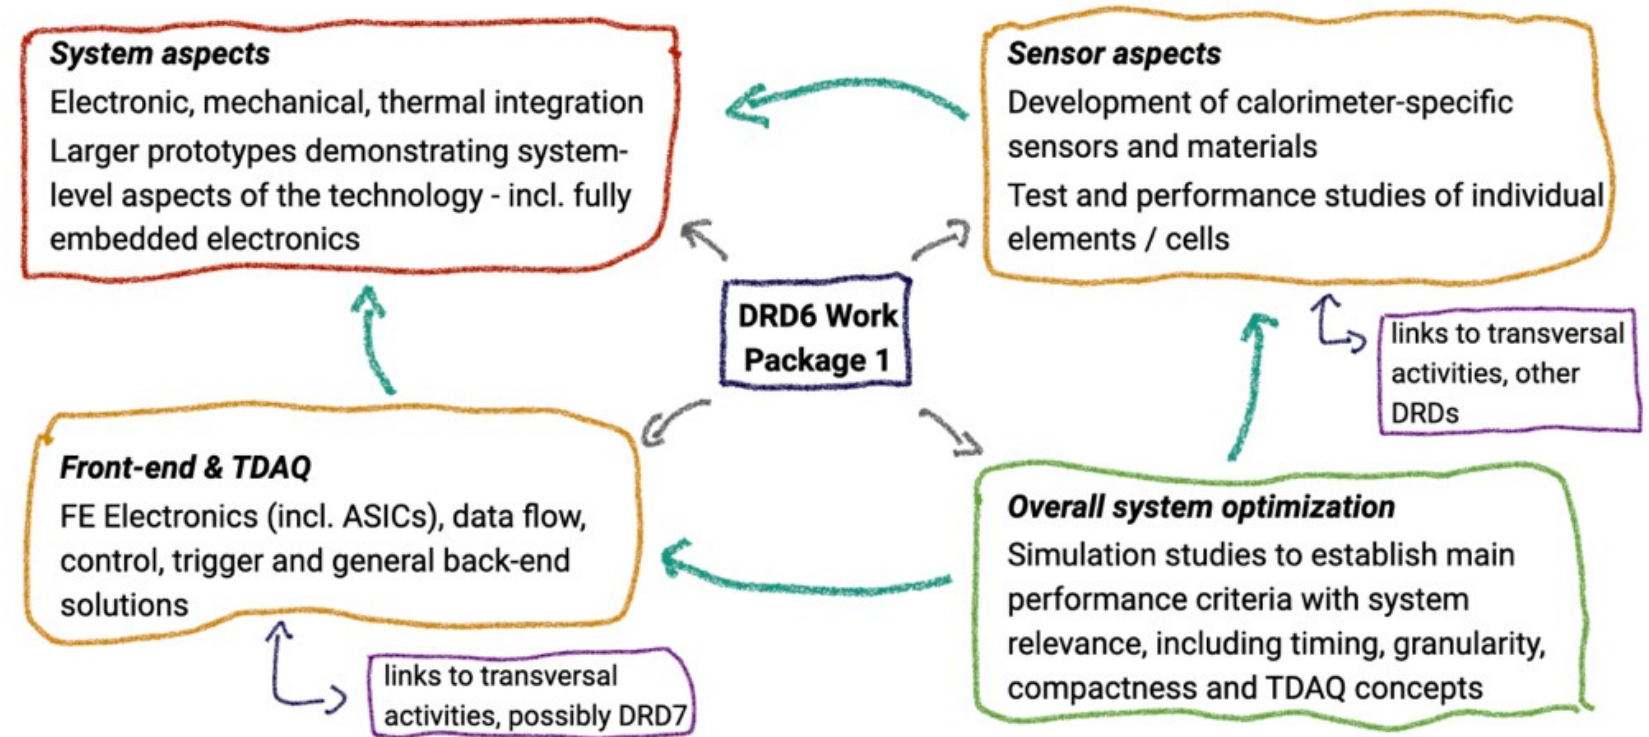 System aspects
Electronic, mechanical, thermal integration
Larger prototypes demonstrating system-
level aspects of the technology - incl. fully
embedded electronics
Sensor aspects
Development of calorimeter-specific
sensors and materials
Test and performance studies of individual
elements / cells
DRD6 Work
Package 1
links to transversal
activities, other
DRDs
Front-end & TDAQ
FE Electronics (incl. ASICs), data flow,
control, trigger and general back-end
solutions
links to transversal
activities, possibly DRD7
Overall system optimization
Simulation studies to establish main
performance criteria with system
relevance, including timing, granularity,
compactness and TDAQ concepts